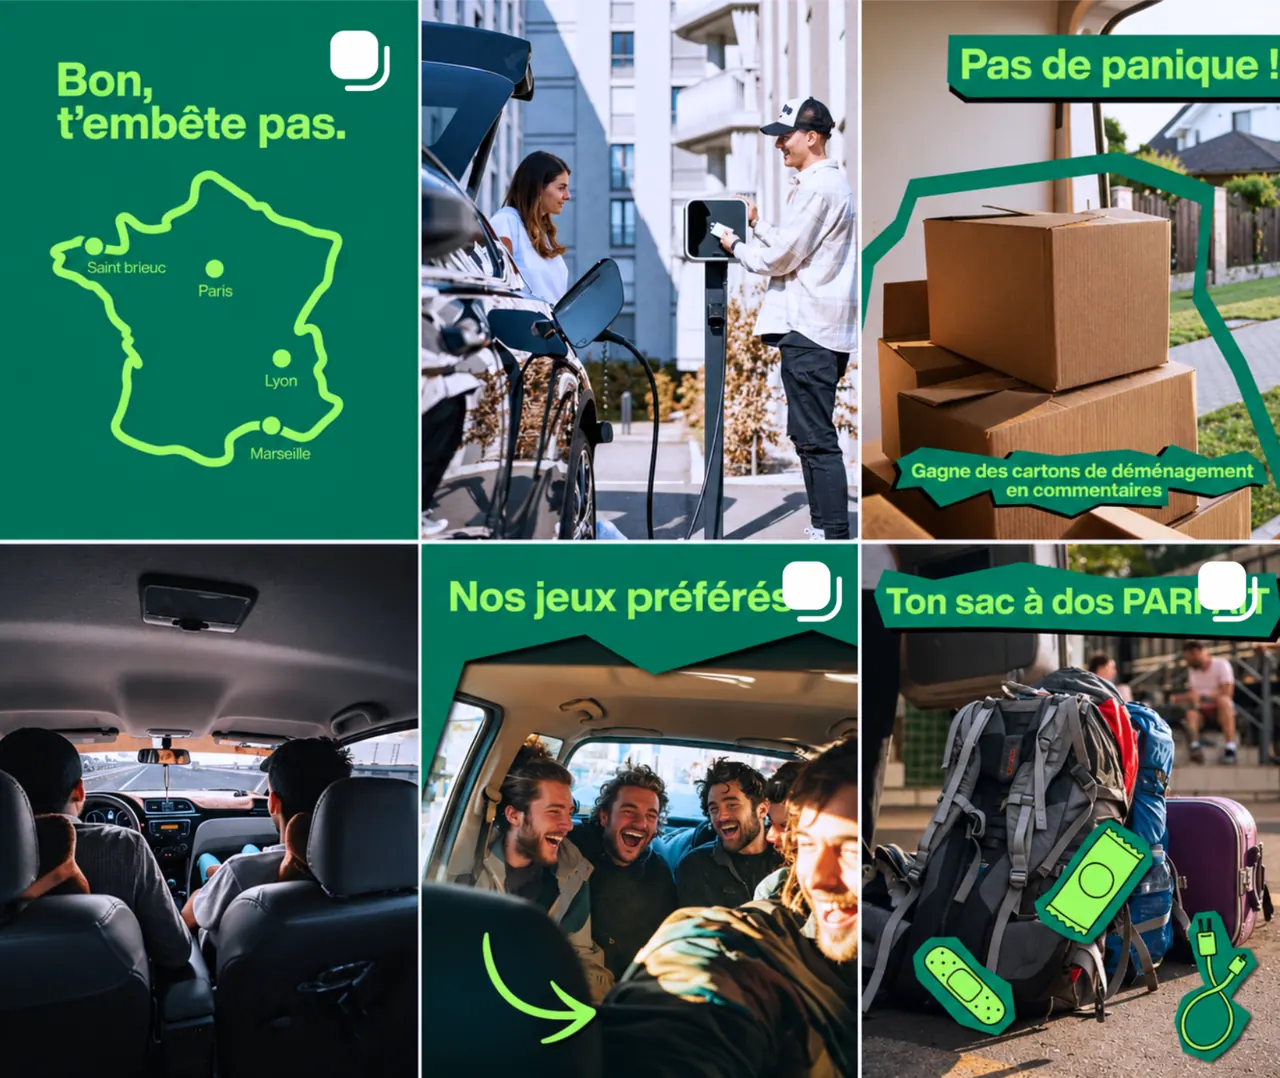 Bon,
t'embête pas.
Saint brieuc
Paris
Lyon
Marseille
Pas de panique !
Gagne des cartons de déménagement
en commentaires
Nos jeux préférés
Ton sac à dos PARFAIT